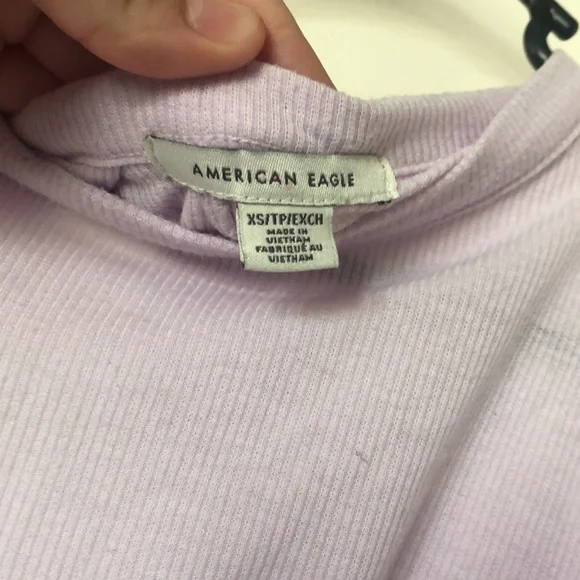 AMERICAN EAGLE
XS/TP/EXCH
MADE IN
VIETNAM
FABRIQUÉ AU
VIETNAM